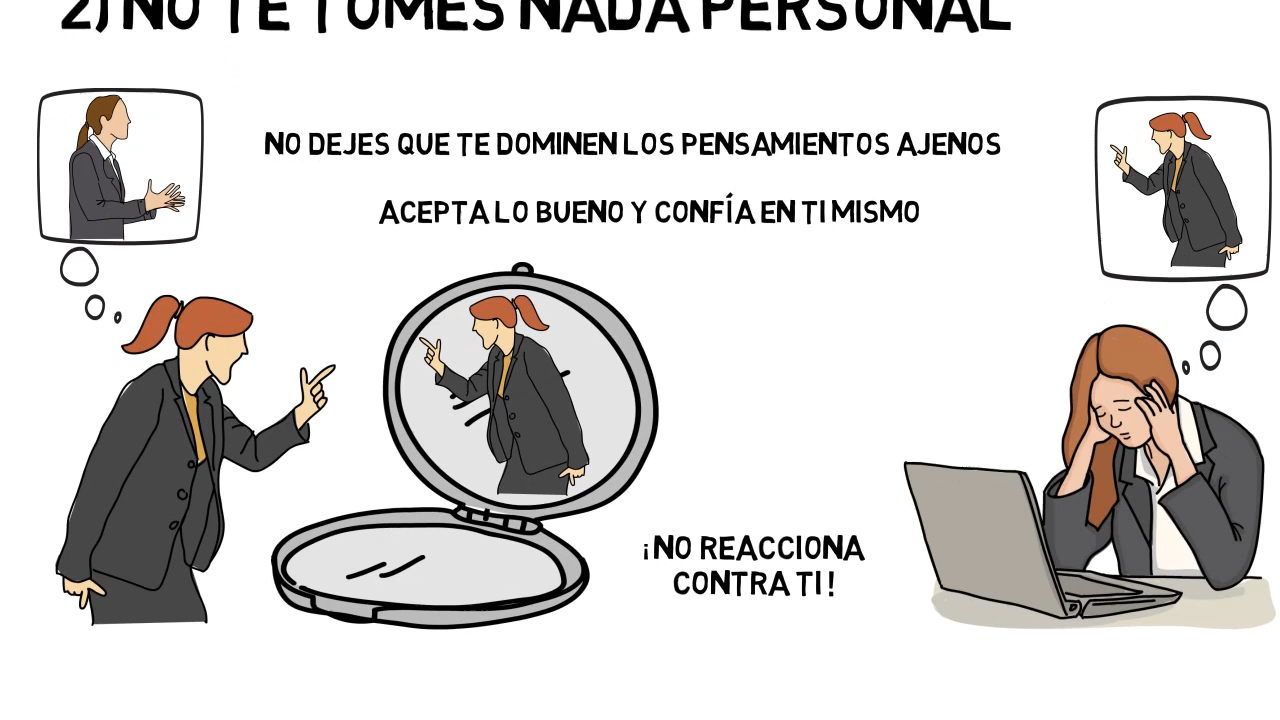 2) NO TE TOMES NADA PERSONAL
NO DEJES QUE TE DOMINEN LOS PENSAMIENTOS AJENOS
ACEPTA LO BUENO Y CONFÍA EN TI MISMO
¡NO REACCIONA
CONTRA TI!